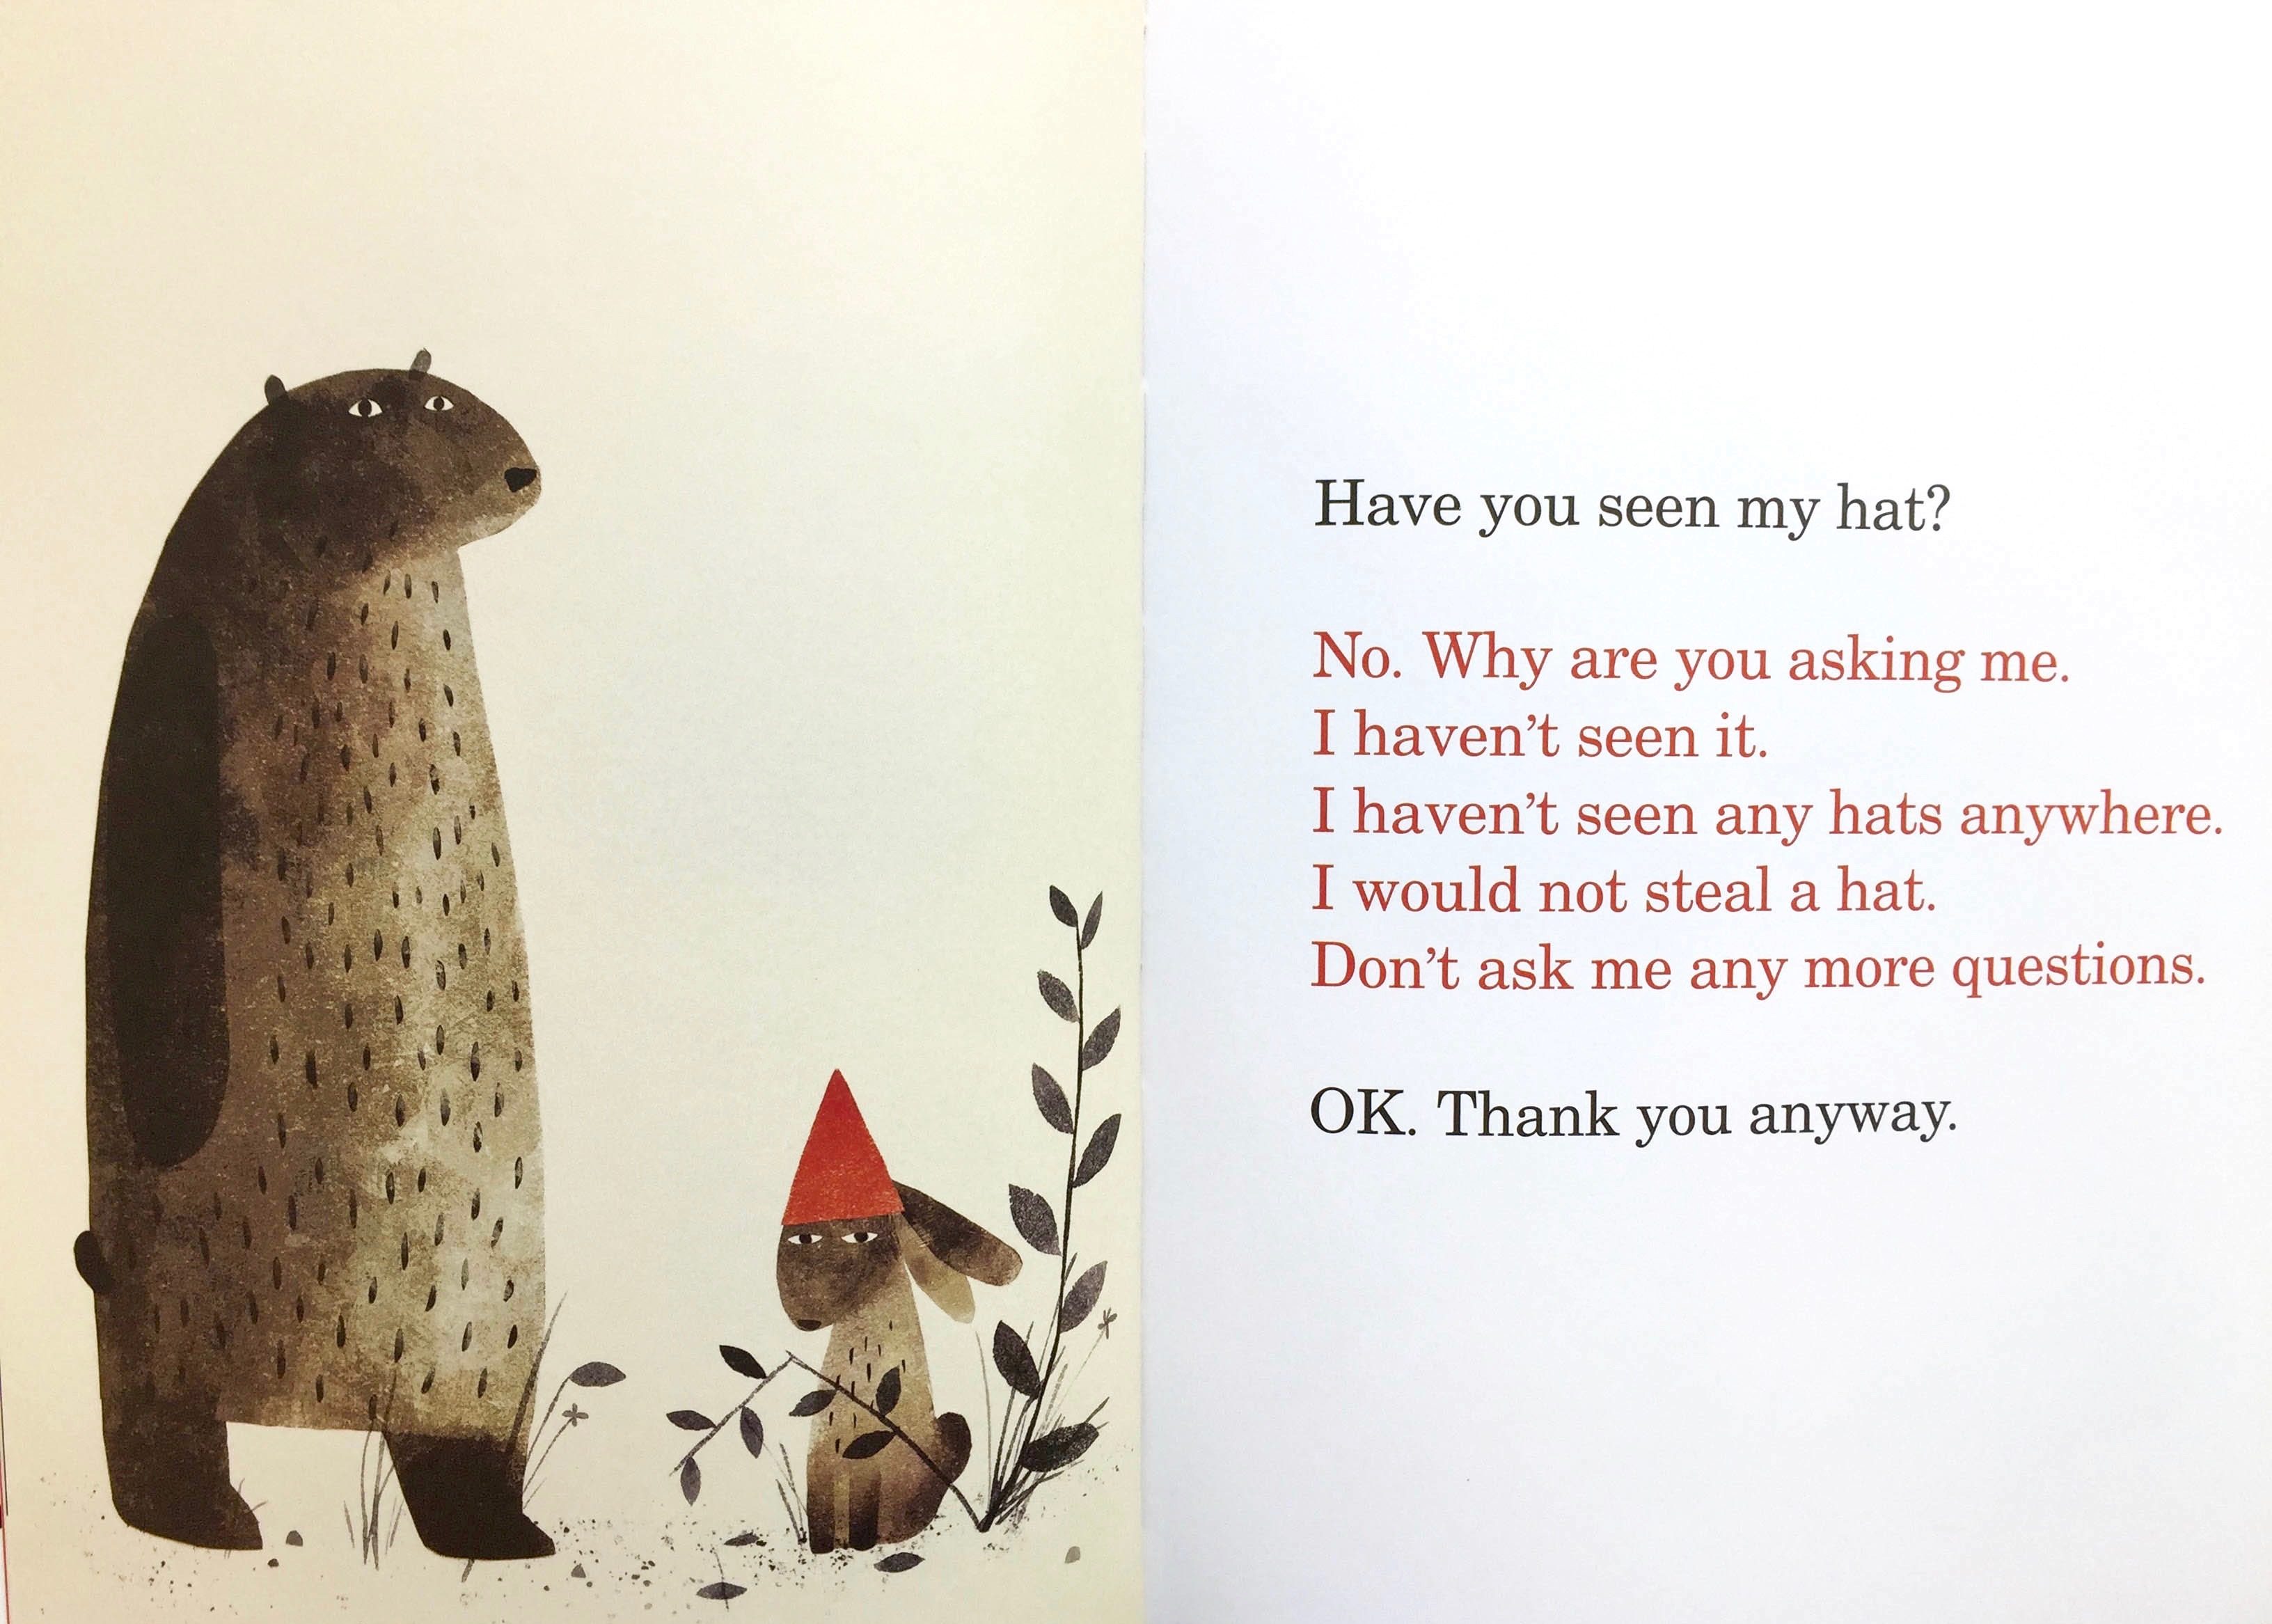 Have you seen my hat?
No. Why are you asking me.
I haven’t seen it.
I haven’t seen any hats anywhere.
I would not steal a hat.
Don’t ask me any more questions.
OK. Thank you anyway.